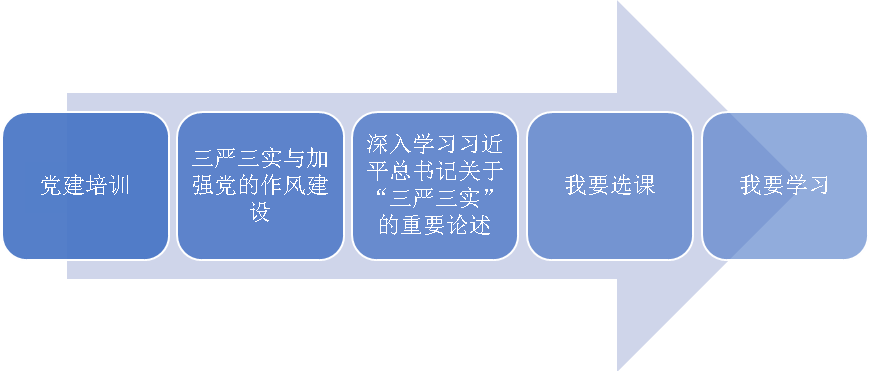 党建培训
三严三实与加
强党的作风建
设
深入学习习近
平总书记关于
“三严三实”
的重要论述
我要选课
我要学习